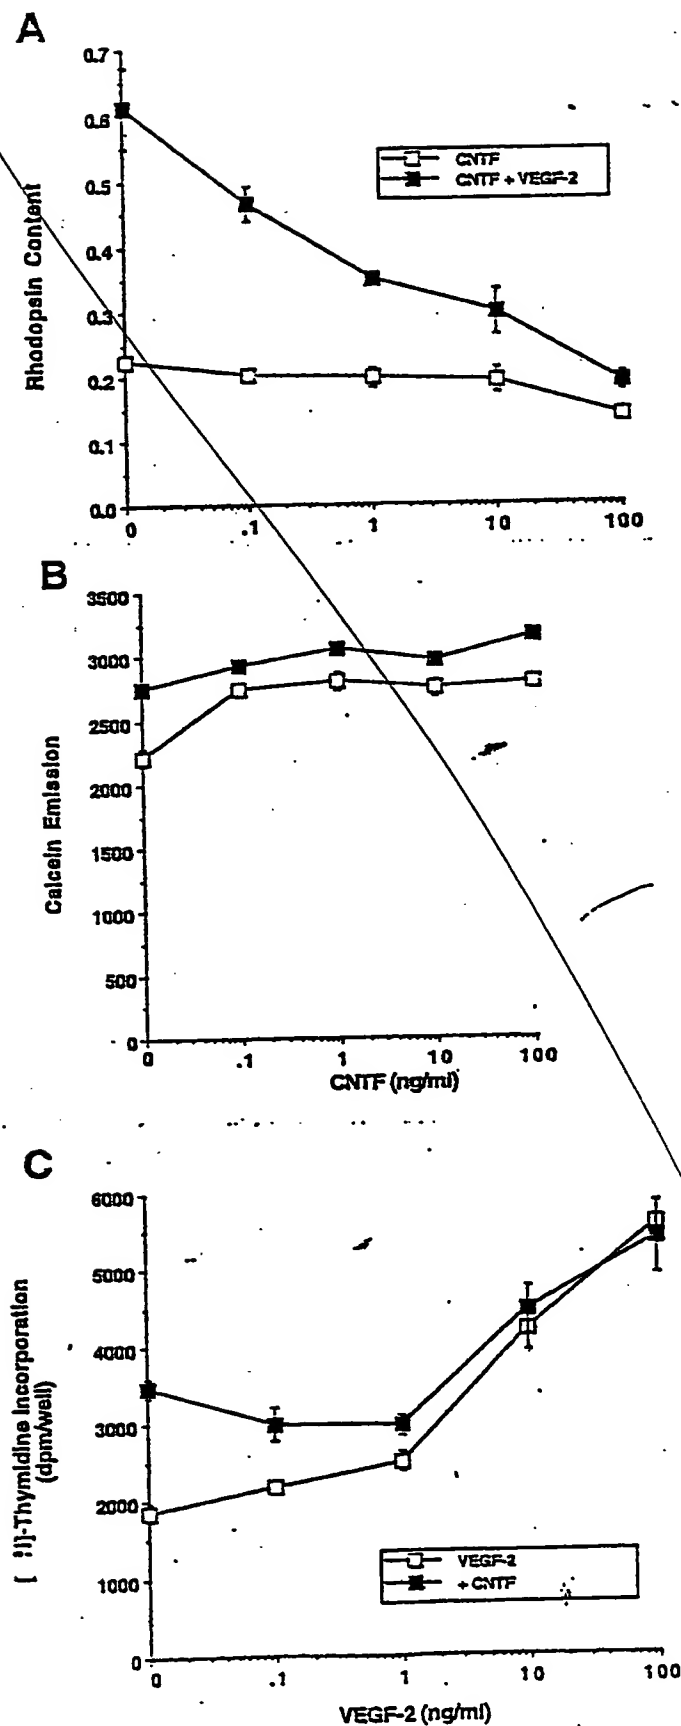 A
0.7
0.6
0.5
0.4
0.3
0.2
0.1
0.0
Rhodopsin Content
CNTF
CNTF + VEGF-2
0 .1 1 10 100
B
3500
3000
2500
2000
1500
1000
500
0
Calcein Emission
0 .1 1 10 100
CNTF (ng/ml)
C
6000
5000
4000
3000
2000
1000
0
]-Thymidine Incorporation
(dpm/well)
VEGF-2
+ CNTF
0 .1 1 10 100
VEGF-2 (ng/ml)